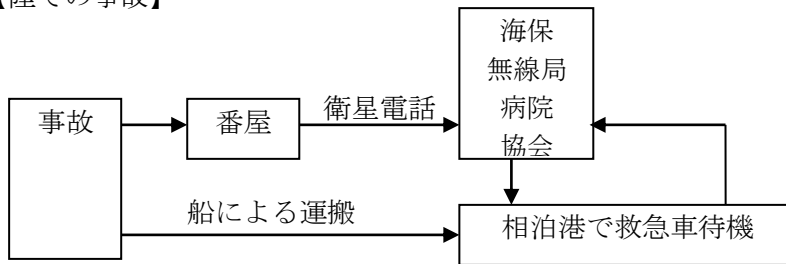 【陸での事故】
海保
無線局
病院
協会
事故
番屋
衛星電話
船による運搬
相泊港で救急車待機